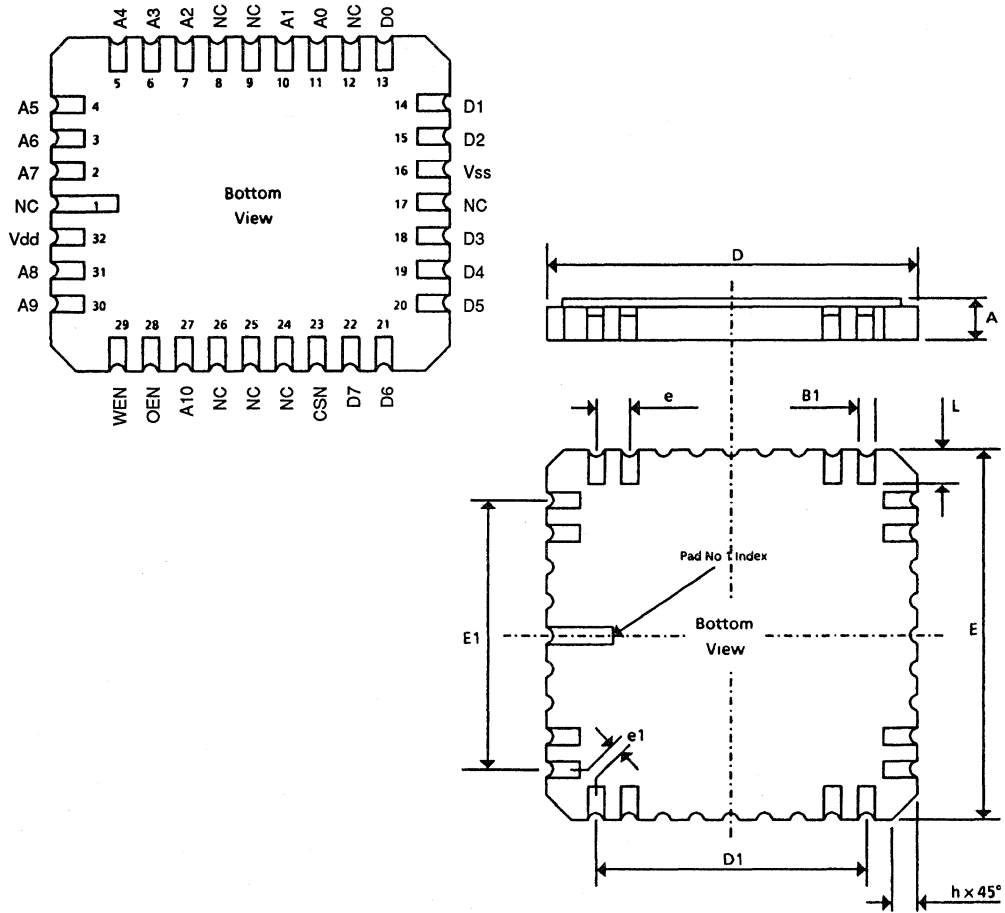 A4 A3 A2 NC NC A1 A0 NC D0
5 6 7 8 9 10 11 12 13
A5 4 14 D1
A6 3 15 D2
A7 2 16 Vss
NC 1 17 NC
Vdd 32 18 D3
A8 31 19 D4
A9 30 20 D5
Bottom
View
29 28 27 26 25 24 23 22 21
WEN OEN A10 NC NC NC CSN D7 D6
D
A
e
B1
L
Pad No 1 Index
E1
Bottom
View
E
e1
D1
h x 45°